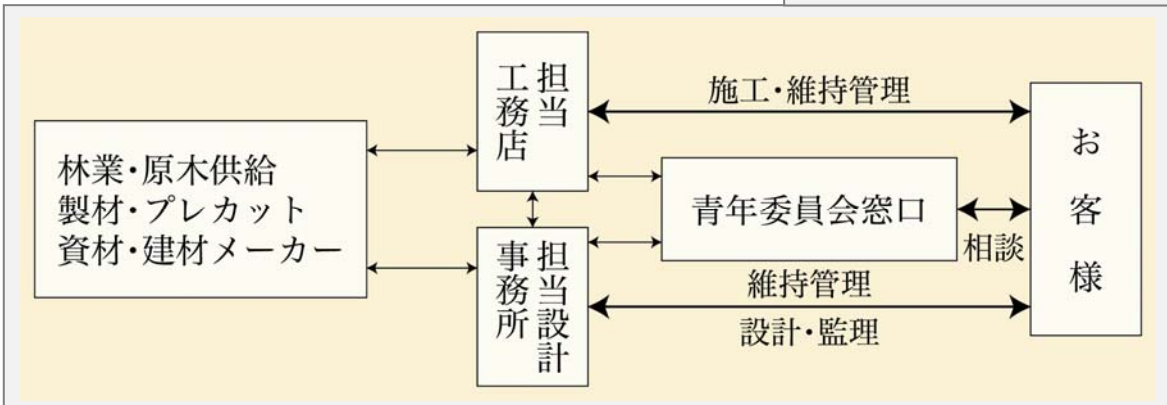 林業・原木供給
製材・プレカット
資材・建材メーカー
担当
工務店
担当設計
事務所
施工・維持管理
青年委員会窓口
相談
維持管理
設計・監理
お客様